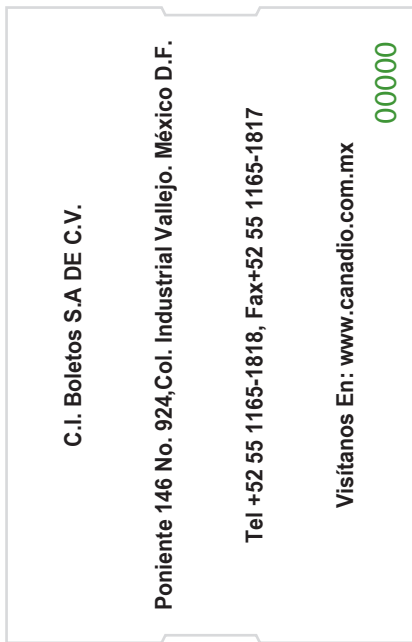 C.I. Boletos S.A DE C.V.
Poniente 146 No. 924,Col. Industrial Vallejo. México D.F.
Tel +52 55 1165-1818, Fax+52 55 1165-1817
Visítanos En: www.canadio.com.mx
00000